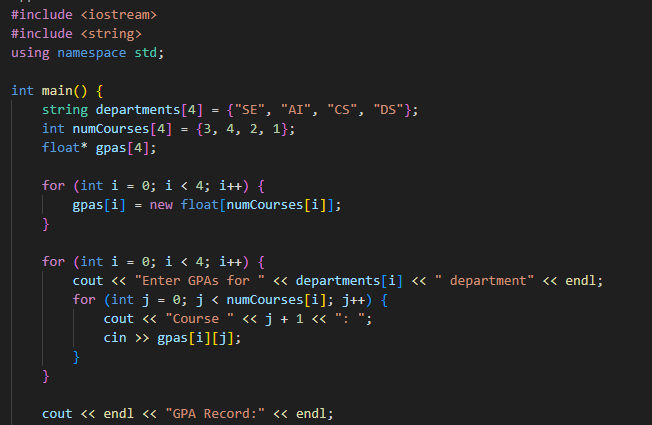 #include <iostream>
#include <string>
using namespace std;

int main() {
    string departments[4] = {"SE", "AI", "CS", "DS"};
    int numCourses[4] = {3, 4, 2, 1};
    float* gpas[4];

    for (int i = 0; i < 4; i++) {
        gpas[i] = new float[numCourses[i]];
    }

    for (int i = 0; i < 4; i++) {
        cout << "Enter GPAs for " << departments[i] << " department" << endl;
        for (int j = 0; j < numCourses[i]; j++) {
            cout << "Course " << j + 1 << ": ";
            cin >> gpas[i][j];
        }
    }

    cout << endl << "GPA Record:" << endl;